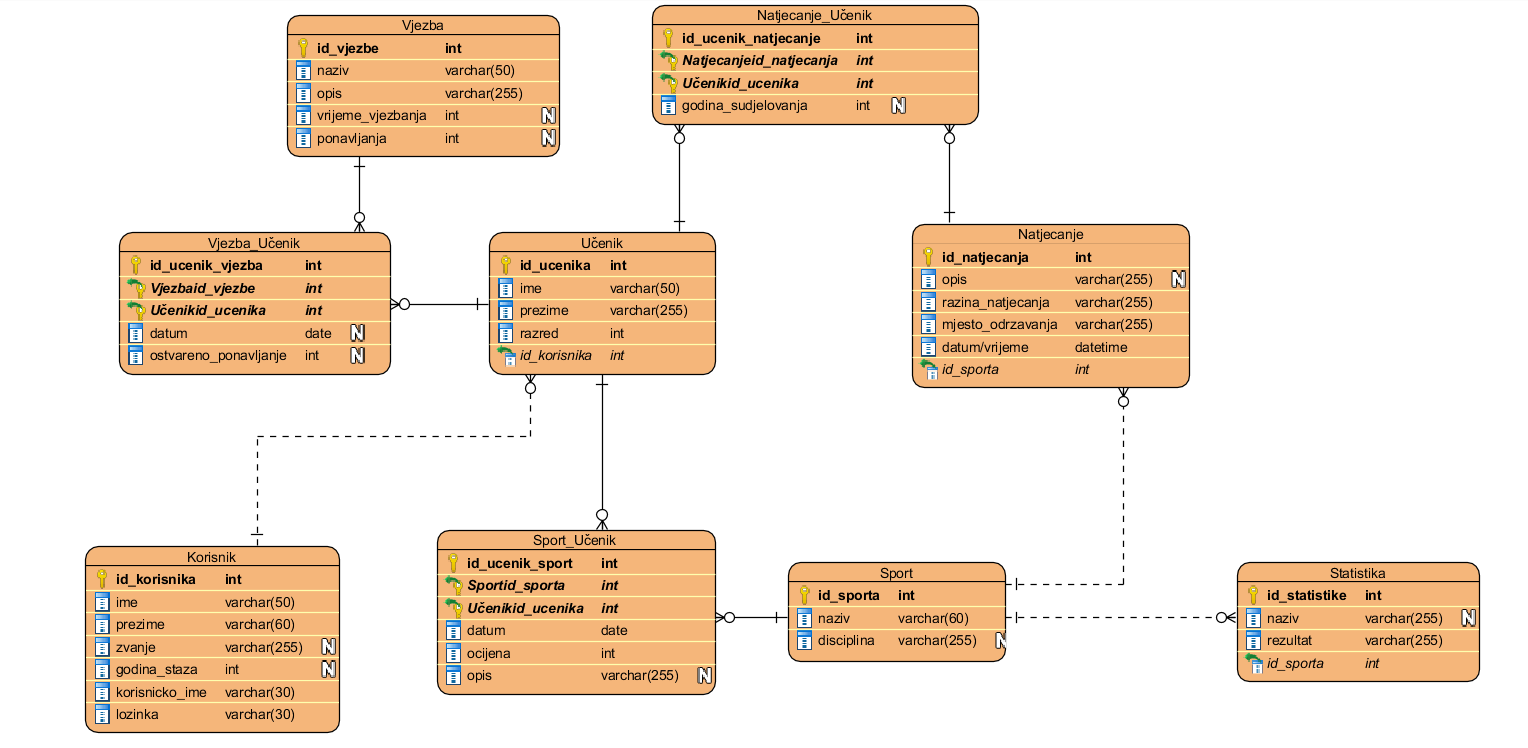 Vjezba
id_vjezbe int
naziv varchar(50)
opis varchar(255)
vrijeme_vjezbanja int N
ponavljanja int N
Natjecanje_Učenik
id_ucenik_natjecanje int
Natjecanjeid_natjecanja int
Učenikid_ucenika int
godina_sudjelovanja int N
Vjezba_Učenik
id_ucenik_vjezba int
Vjezbaid_vjezbe int
Učenikid_ucenika int
datum date N
ostvareno_ponavljanje int N
Učenik
id_ucenika int
ime varchar(50)
prezime varchar(255)
razred int
id_korisnika int
Natjecanje
id_natjecanja int
opis varchar(255) N
razina_natjecanja varchar(255)
mjesto_odrzavanja varchar(255)
datum/vrijeme datetime
id_sporta int
Korisnik
id_korisnika int
ime varchar(50)
prezime varchar(60)
zvanje varchar(255) N
godina_staza int N
korisnicko_ime varchar(30)
lozinka varchar(30)
Sport_Učenik
id_ucenik_sport int
Sportid_sporta int
Učenikid_ucenika int
datum date
ocijena int
opis varchar(255) N
Sport
id_sporta int
naziv varchar(60)
disciplina varchar(255) N
Statistika
id_statistike int
naziv varchar(255) N
rezultat varchar(255)
id_sporta int